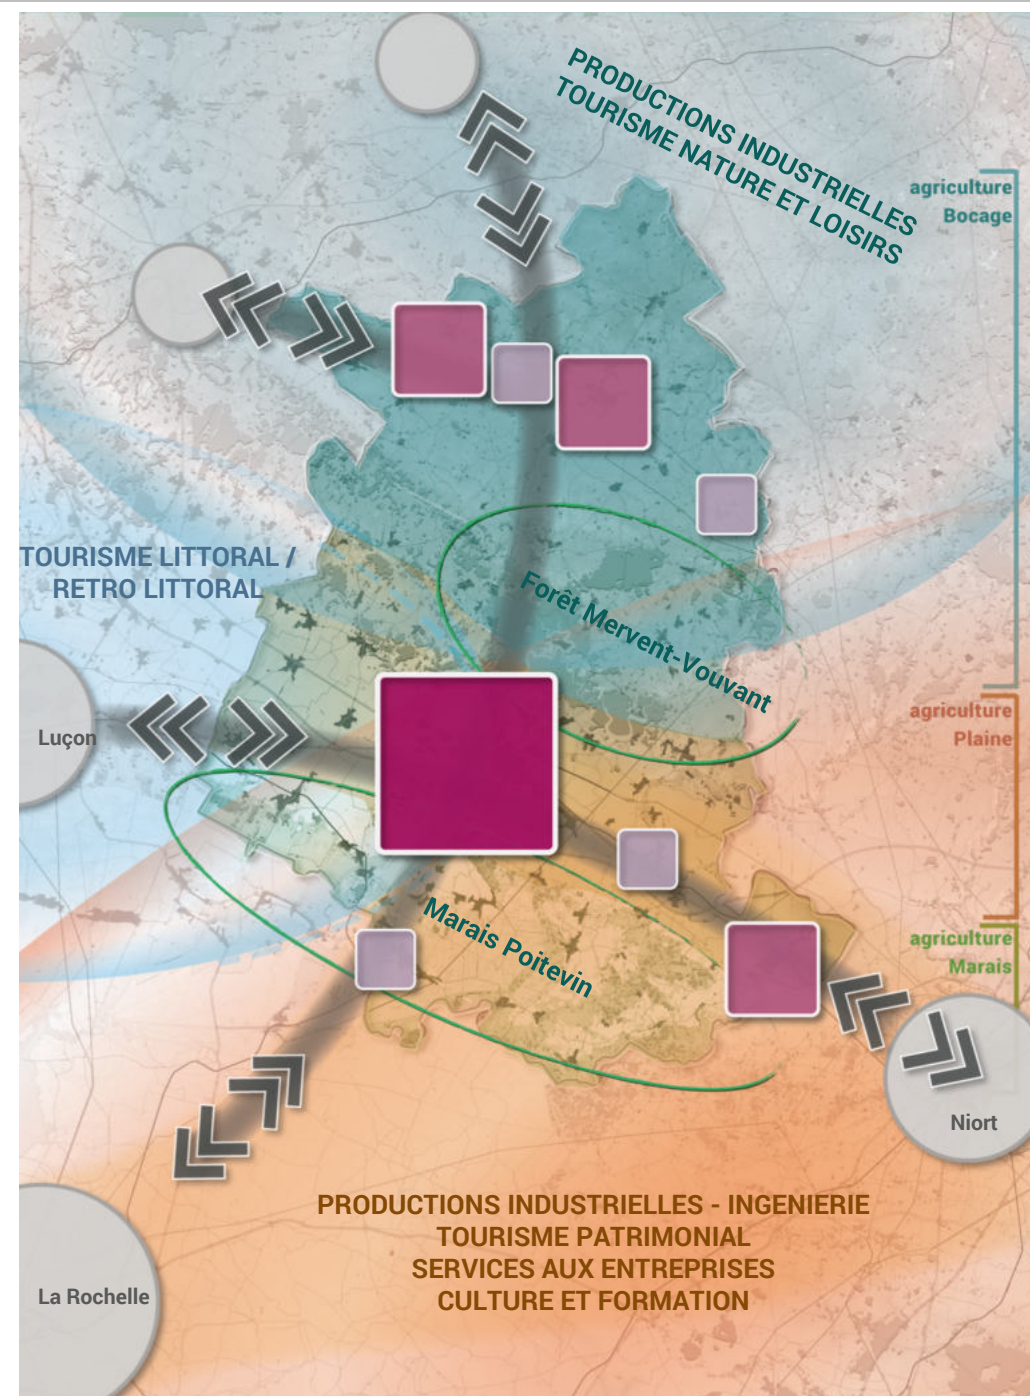 PRODUCTIONS INDUSTRIELLES
TOURISME NATURE ET LOISIRS
agriculture
Bocage
TOURISME LITTORAL /
RETRO LITTORAL
Forêt Mervent-Vouvant
Luçon
agriculture
Plaine
Marais Poitevin
agriculture
Marais
Niort
PRODUCTIONS INDUSTRIELLES - INGENIERIE
TOURISME PATRIMONIAL
SERVICES AUX ENTREPRISES
CULTURE ET FORMATION
La Rochelle